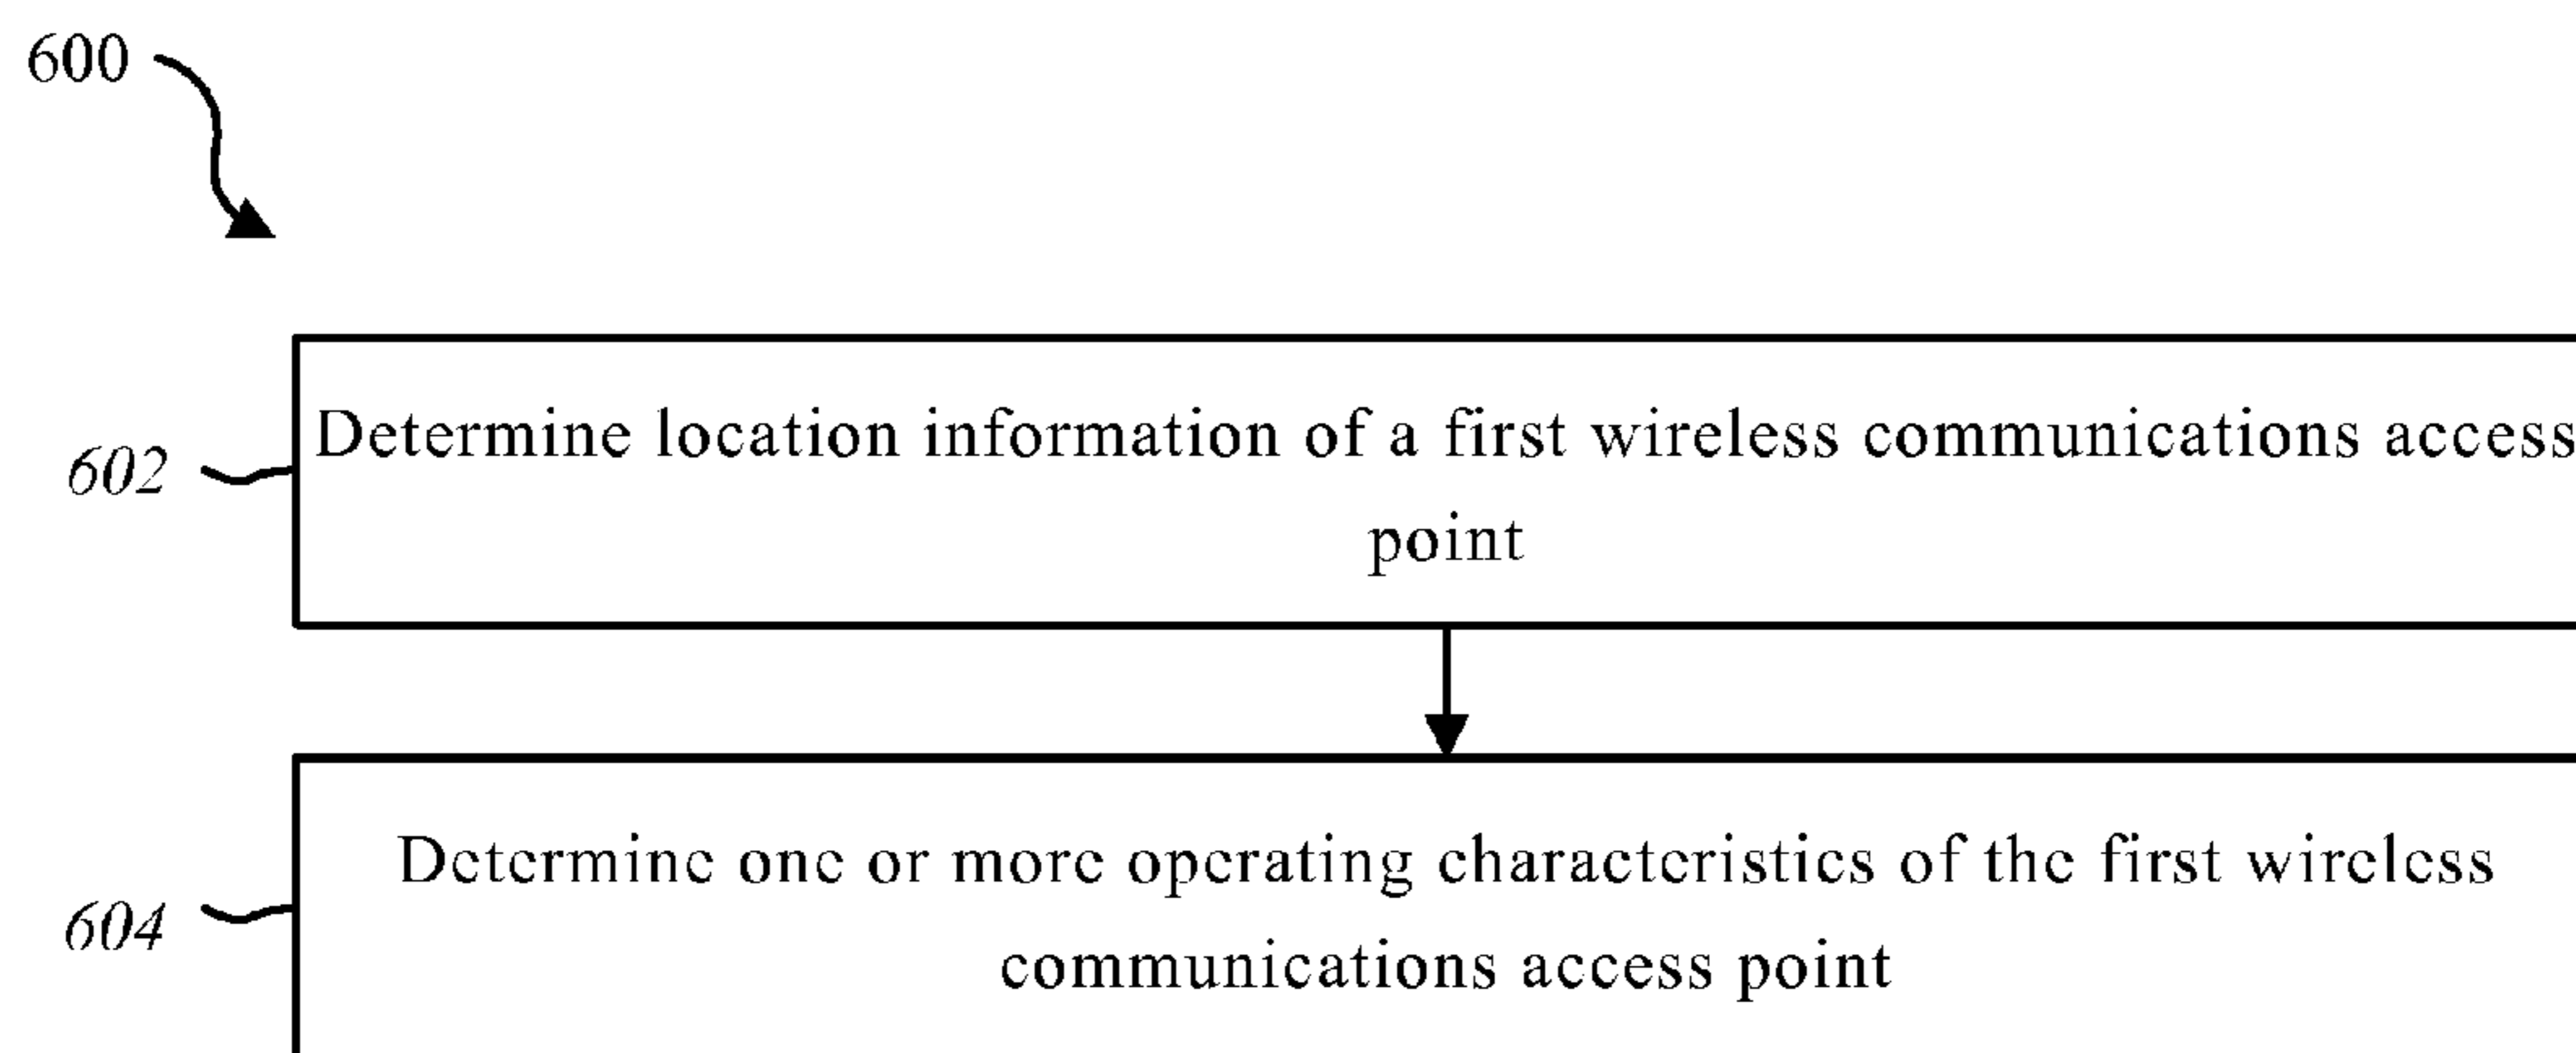 600
Determine location information of a first wireless communications access
point
602
Determine one or more operating characteristics of the first wireless
communications access point
604